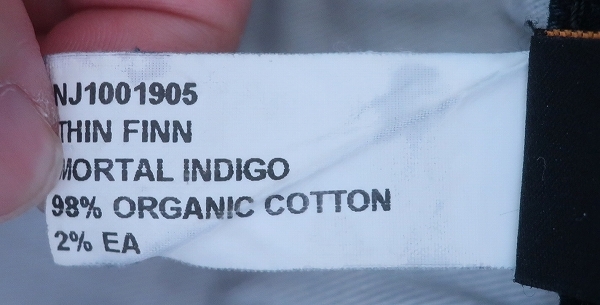 NJ1001905
THIN FINN
MORTAL INDIGO
98% ORGANIC COTTON
2% EA